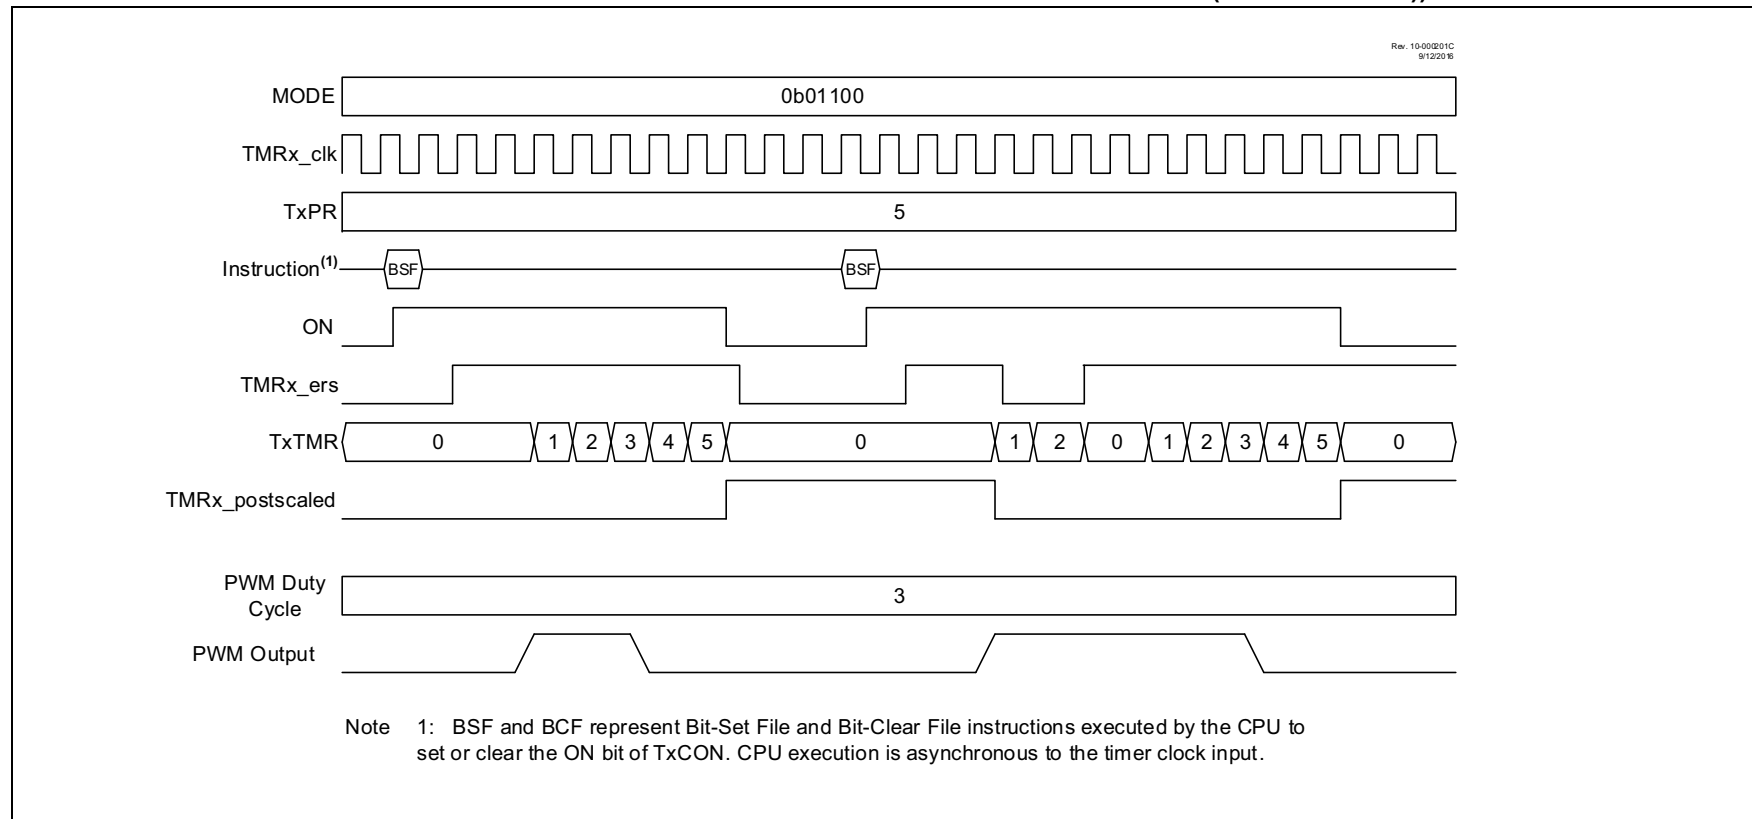 Rev. 10-000201C
9/12/2016
MODE 0b01100
TMRx_clk
TxPR 5
Instruction(1) BSF BSF
ON
TMRx_ers
TxTMR 0 1 2 3 4 5 0 1 2 0 1 2 3 4 5 0
TMRx_postscaled
PWM Duty
Cycle 3
PWM Output
Note 1: BSF and BCF represent Bit-Set File and Bit-Clear File instructions executed by the CPU to
set or clear the ON bit of TxCON. CPU execution is asynchronous to the timer clock input.